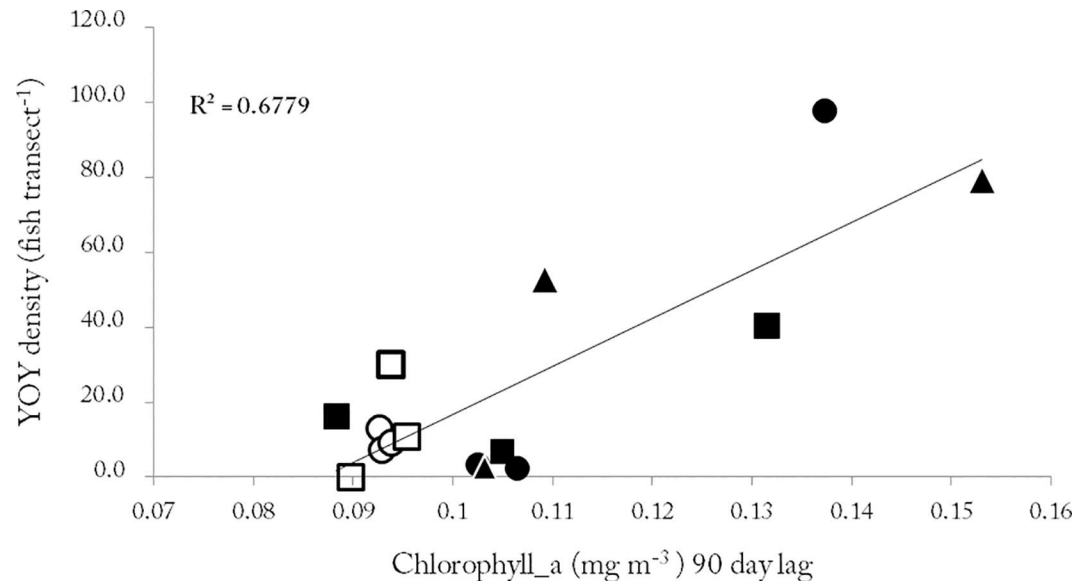 120.0
100.0
80.0
60.0
40.0
20.0
0.0
YOY density (fish transect⁻¹)
R² = 0.6779
0.07 0.08 0.09 0.1 0.11 0.12 0.13 0.14 0.15 0.16
Chlorophyll_a (mg m⁻³) 90 day lag